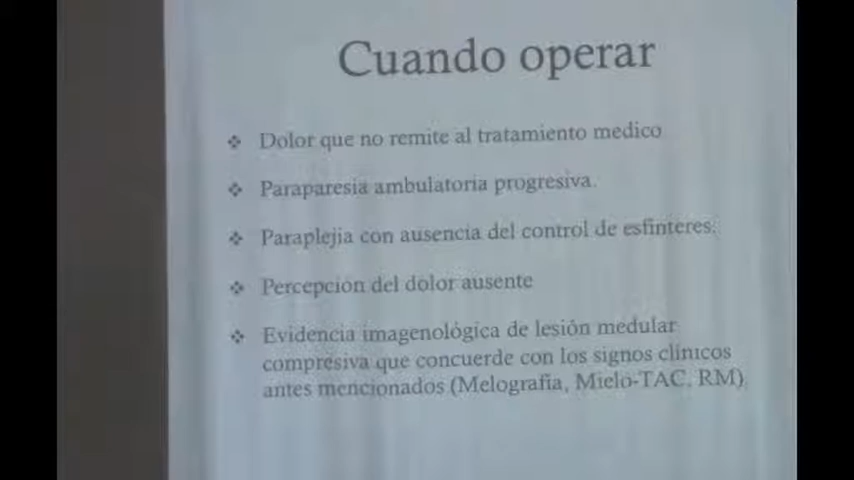 Cuando operar
❖ Dolor que no remite al tratamiento medico
❖ Paraparesia ambulatoria progresiva.
❖ Paraplejia con ausencia del control de esfinteres.
❖ Percepción del dolor ausente
❖ Evidencia imagenológica de lesión medular
compresiva que concuerde con los signos clínicos
antes mencionados (Melografía, Mielo-TAC, RM)